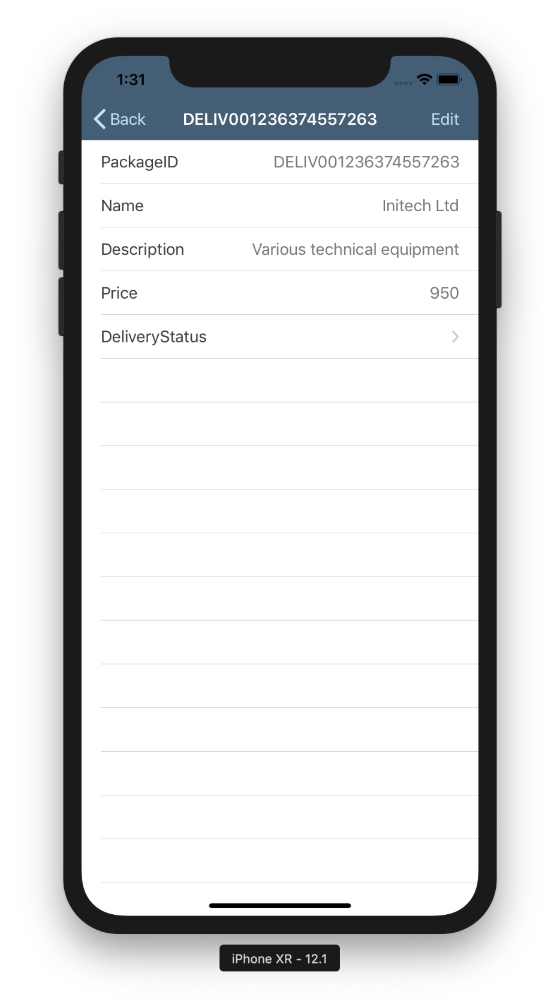 1:31
Back DELIV001236374557263 Edit
PackageID DELIV001236374557263
Name Initech Ltd
Description Various technical equipment
Price 950
DeliveryStatus
iPhone XR - 12.1